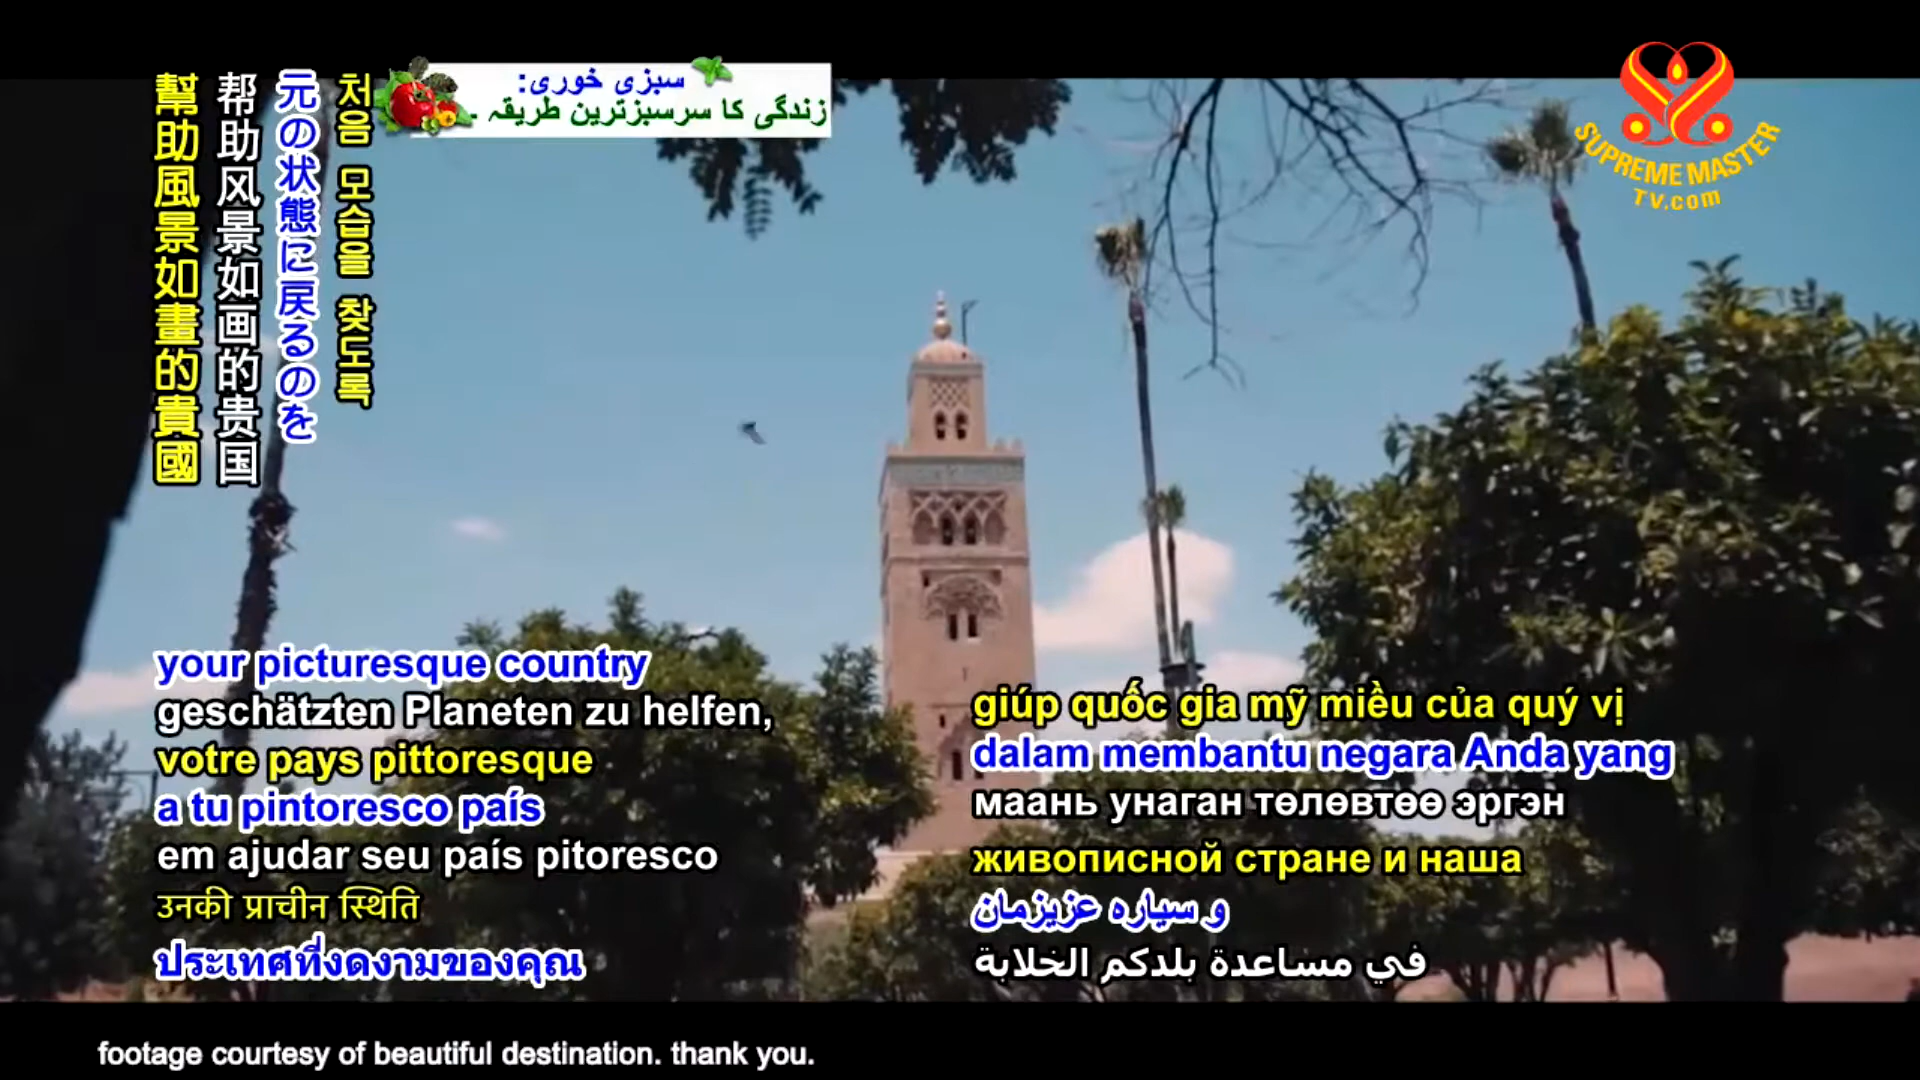 幫助風景如畫的貴國
帮助风景如画的贵国
元の状態に戻るのを
처음 모습을 찾도록
سبزی خوری:
زندگی کا سرسبزترین طریقہ .
SUPREME MASTER
TV.com
your picturesque country
geschätzten Planeten zu helfen,
votre pays pittoresque
a tu pintoresco país
em ajudar seu país pitoresco
उनकी प्राचीन स्थिति
ประเทศที่งดงามของคุณ
giúp quốc gia mỹ miều của quý vị
dalam membantu negara Anda yang
маань унаган төлөвтөө эргэн
живописной стране и наша
و سیاره عزیزمان
في مساعدة بلدكم الخلابة
footage courtesy of beautiful destination. thank you.